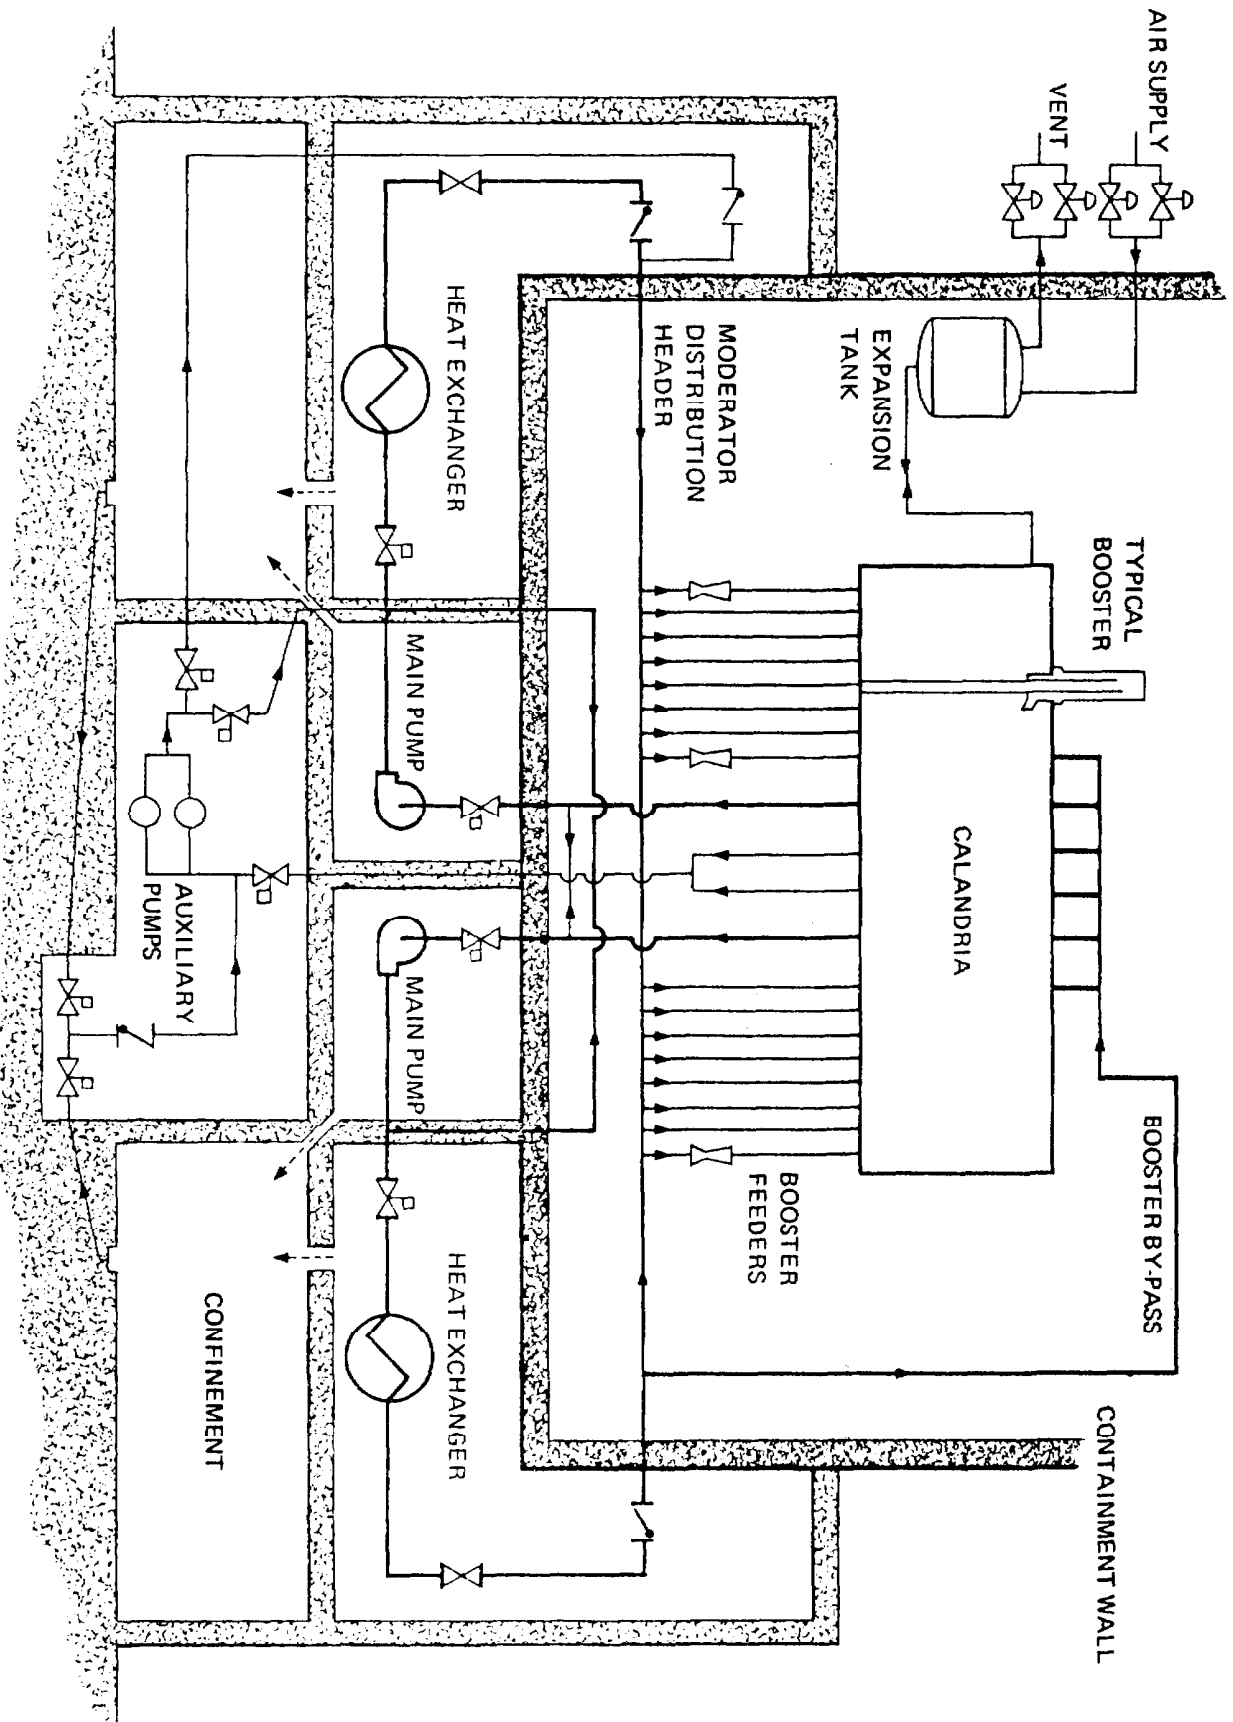 AIR SUPPLY
VENT
EXPANSION
TANK
TYPICAL
BOOSTER
BOOSTER BY-PASS
CONTAINMENT WALL
MODERATOR
DISTRIBUTION
HEADER
CALANDRIA
BOOSTER
FEEDERS
HEAT EXCHANGER
MAIN PUMP
MAIN PUMP
HEAT EXCHANGER
AUXILIARY
PUMPS
CONFINEMENT